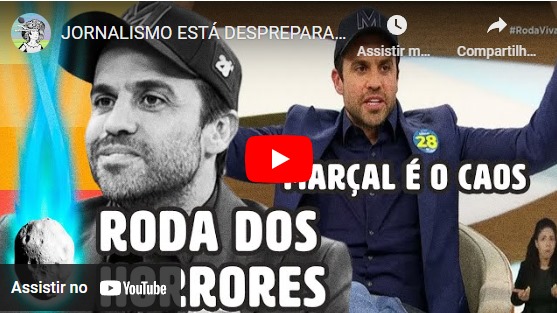 JORNALISMO ESTÁ DESPREPARA...
Assistir m...
Compartilh...
#RodaViva
28
MARÇAL É O CAOS
RODA DOS
HORRORES
Assistir no YouTube